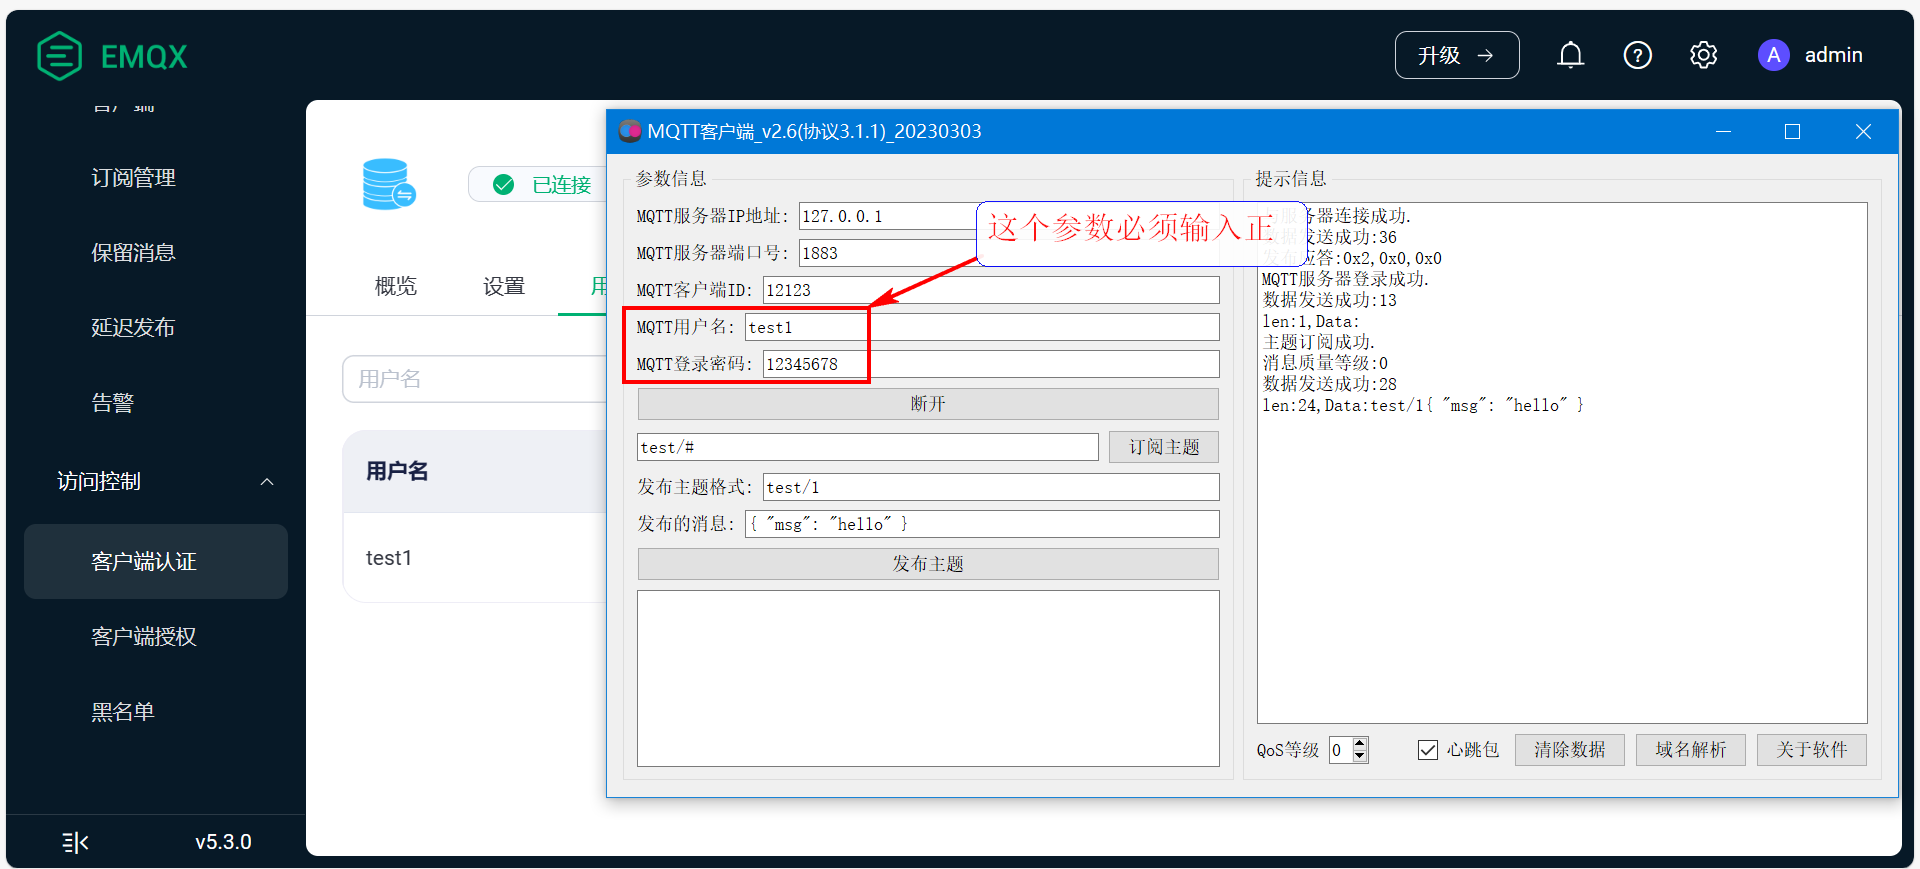 EMQX
升级 →
A
admin
客户端
订阅管理
保留消息
延迟发布
告警
访问控制
客户端认证
客户端授权
黑名单
v5.3.0
已连接
概览
设置
用
用户名
用户名
test1
MQTT客户端_v2.6(协议3.1.1)_20230303
参数信息
MQTT服务器IP地址: 127.0.0.1
MQTT服务器端口号: 1883
MQTT客户端ID: 12123
MQTT用户名: test1
MQTT登录密码: 12345678
这个参数必须输入正
断开
test/#
订阅主题
发布主题格式: test/1
发布的消息: { "msg": "hello" }
发布主题
提示信息
与服务器连接成功.
数据发送成功:36
发布应答:0x2,0x0,0x0
MQTT服务器登录成功.
数据发送成功:13
len:1,Data:
主题订阅成功.
消息质量等级:0
数据发送成功:28
len:24,Data:test/1{ "msg": "hello" }
QoS等级 0
心跳包
清除数据
域名解析
关于软件